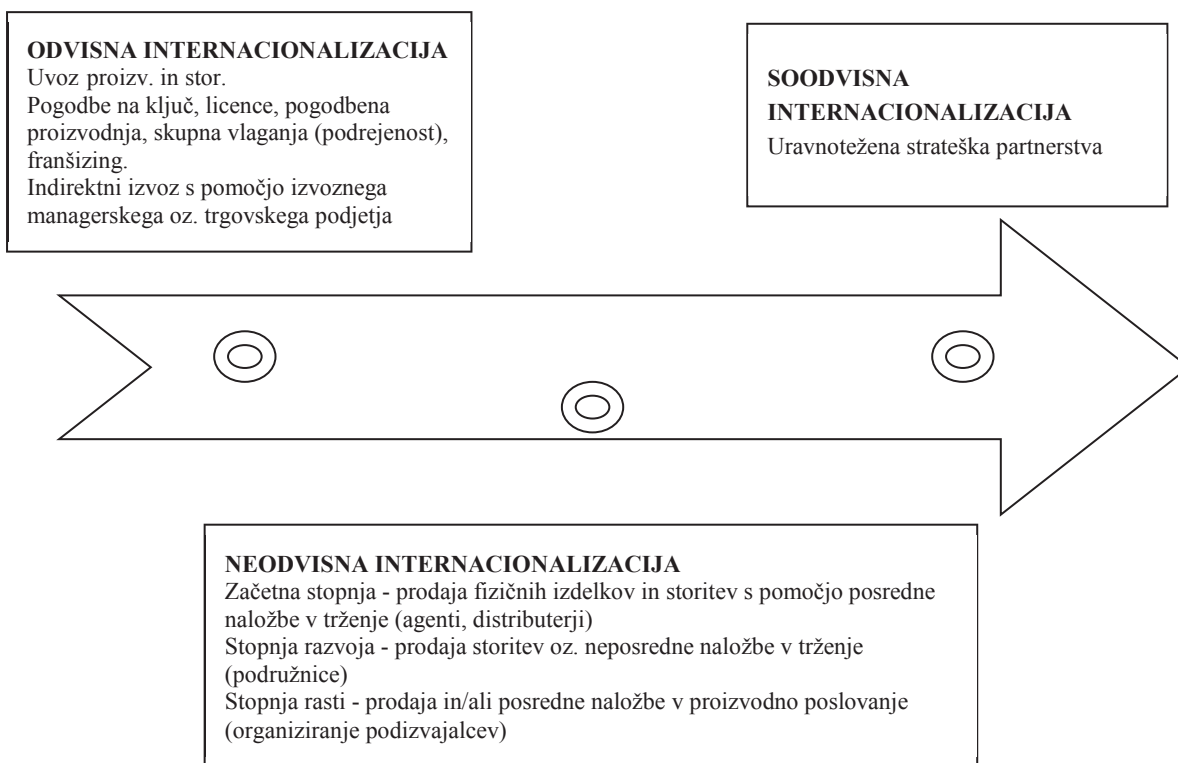 ODVISNA INTERNACIONALIZACIJA
Uvoz proizv. in stor.
Pogodbe na ključ, licence, pogodbena
proizvodnja, skupna vlaganja (podrejenost),
franšizing.
Indirektni izvoz s pomočjo izvoznega
managerskega oz. trgovskega podjetja
SOODVISNA
INTERNACIONALIZACIJA
Uravnotežena strateška partnerstva
NEODVISNA INTERNACIONALIZACIJA
Začetna stopnja - prodaja fizičnih izdelkov in storitev s pomočjo posredne
naložbe v trženje (agenti, distributerji)
Stopnja razvoja - prodaja storitev oz. neposredne naložbe v trženje
(podružnice)
Stopnja rasti - prodaja in/ali posredne naložbe v proizvodno poslovanje
(organiziranje podizvajalcev)